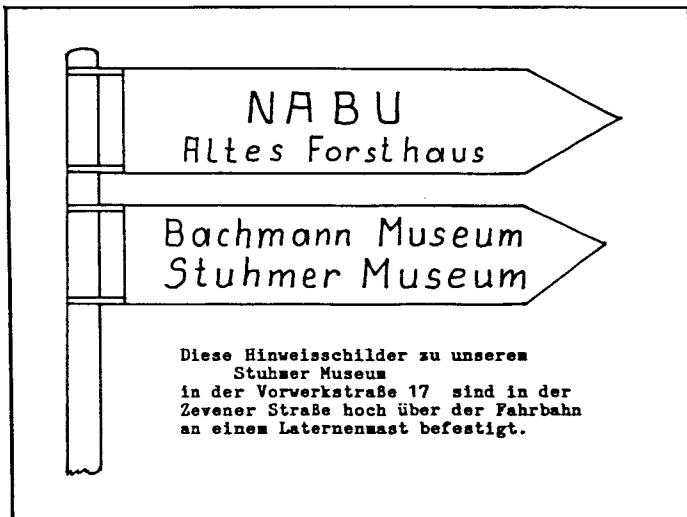 NABU
Altes Forsthaus
Bachmann Museum
Stuhmer Museum
Diese Hinweisschilder zu unserem
Stuhmer Museum
in der Vorwerkstraße 17 sind in der
Zevener Straße hoch über der Fahrbahn
an einem Laternenmast befestigt.